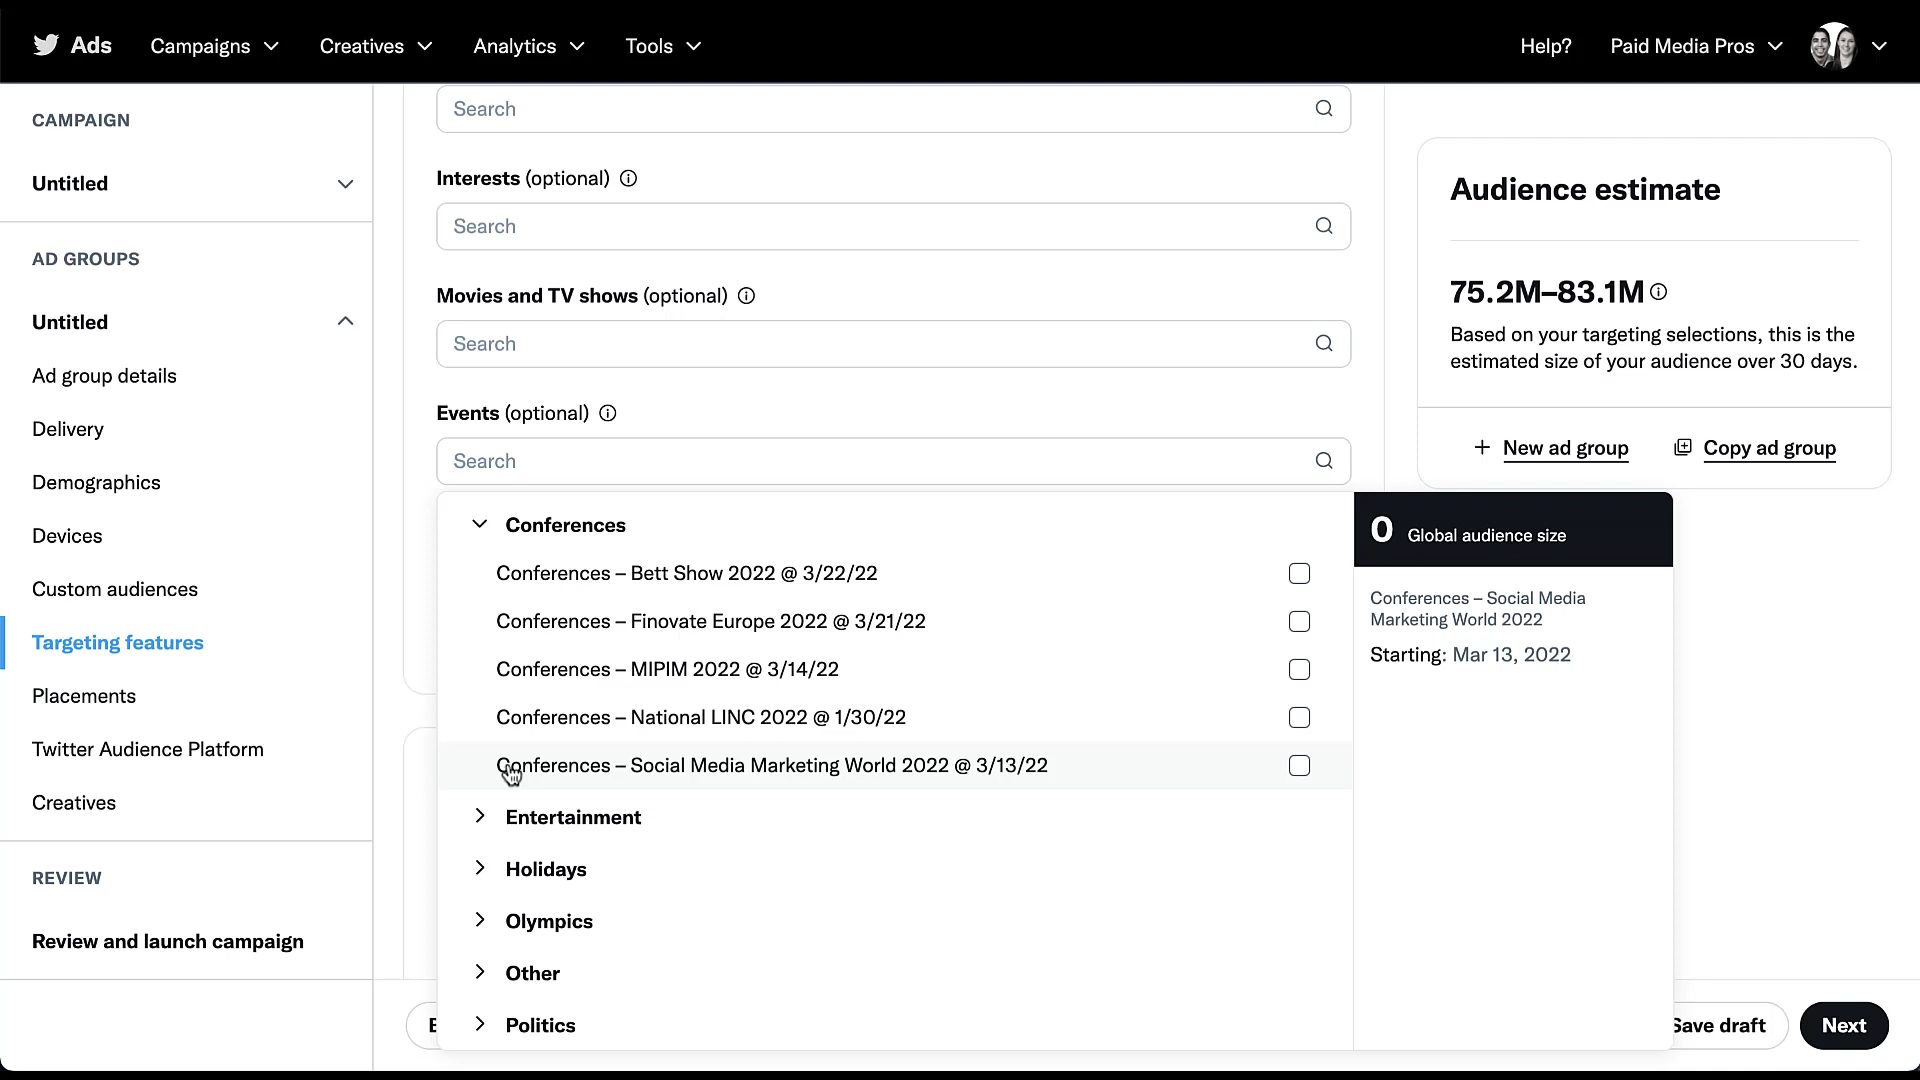 Ads
Campaigns
Creatives
Analytics
Tools
Help?
Paid Media Pros
CAMPAIGN
Untitled
AD GROUPS
Untitled
Ad group details
Delivery
Demographics
Devices
Custom audiences
Targeting features
Placements
Twitter Audience Platform
Creatives
REVIEW
Review and launch campaign
Search
Interests (optional)
Search
Movies and TV shows (optional)
Search
Events (optional)
Search
Conferences
Conferences – Bett Show 2022 @ 3/22/22
Conferences – Finovate Europe 2022 @ 3/21/22
Conferences – MIPIM 2022 @ 3/14/22
Conferences – National LINC 2022 @ 1/30/22
Conferences – Social Media Marketing World 2022 @ 3/13/22
Entertainment
Holidays
Olympics
Other
Politics
0 Global audience size
Conferences – Social Media
Marketing World 2022
Starting: Mar 13, 2022
Audience estimate
75.2M–83.1M
Based on your targeting selections, this is the
estimated size of your audience over 30 days.
New ad group
Copy ad group
Save draft
Next